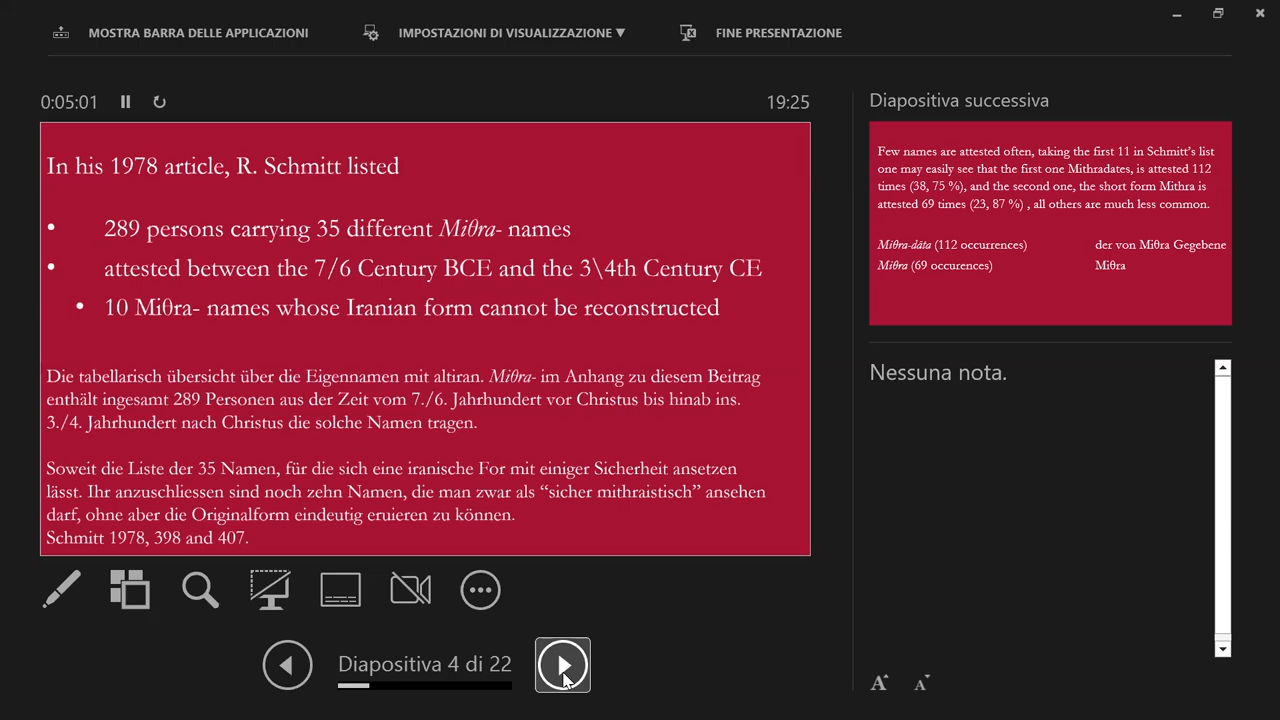 MOSTRA BARRA DELLE APPLICAZIONI
IMPOSTAZIONI DI VISUALIZZAZIONE ▼
FINE PRESENTAZIONE
0:05:01
19:25
In his 1978 article, R. Schmitt listed
• 289 persons carrying 35 different Miθra- names
• attested between the 7/6 Century BCE and the 3\4th Century CE
• 10 Miθra- names whose Iranian form cannot be reconstructed
Die tabellarisch übersicht über die Eigennamen mit altiran. Miθra- im Anhang zu diesem Beitrag
enthält ingesamt 289 Personen aus der Zeit vom 7./6. Jahrhundert vor Christus bis hinab ins.
3./4. Jahrhundert nach Christus die solche Namen tragen.
Soweit die Liste der 35 Namen, für die sich eine iranische For mit einiger Sicherheit ansetzen
lässt. Ihr anzuschliessen sind noch zehn Namen, die man zwar als “sicher mithraistisch” ansehen
darf, ohne aber die Originalform eindeutig eruieren zu können.
Schmitt 1978, 398 and 407.
Diapositiva 4 di 22
Diapositiva successiva
Few names are attested often, taking the first 11 in Schmitt’s list
one may easily see that the first one Mithradates, is attested 112
times (38, 75 %), and the second one, the short form Mithra is
attested 69 times (23, 87 %) , all others are much less common.
Miθra-dāta (112 occurrences) der von Miθra Gegebene
Miθra (69 occurences) Miθra
Nessuna nota.
A A